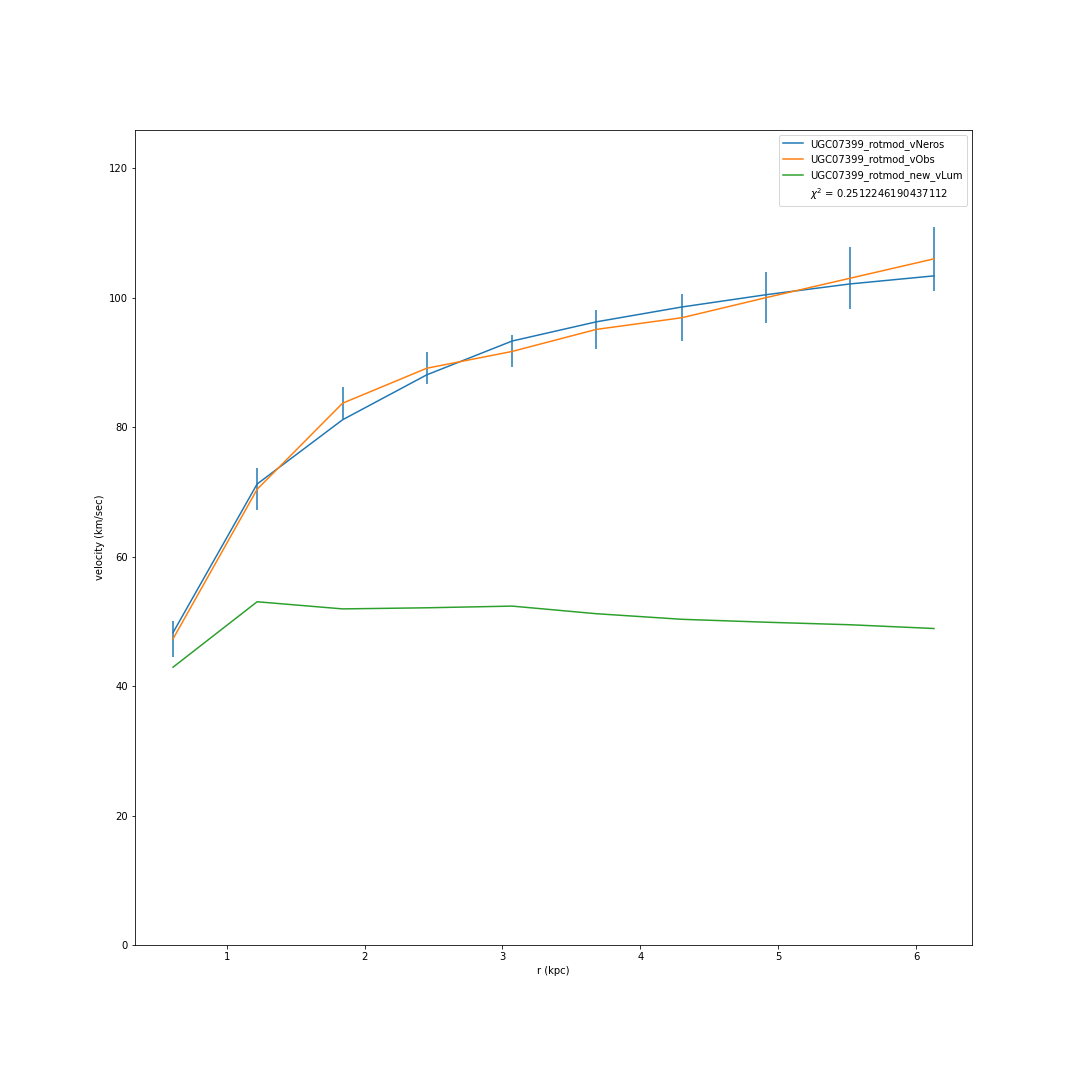 UGC07399_rotmod_vNeros
UGC07399_rotmod_vObs
UGC07399_rotmod_new_vLum
χ² = 0.2512246190437112
120
100
80
60
40
20
0
velocity (km/sec)
1 2 3 4 5 6
r (kpc)